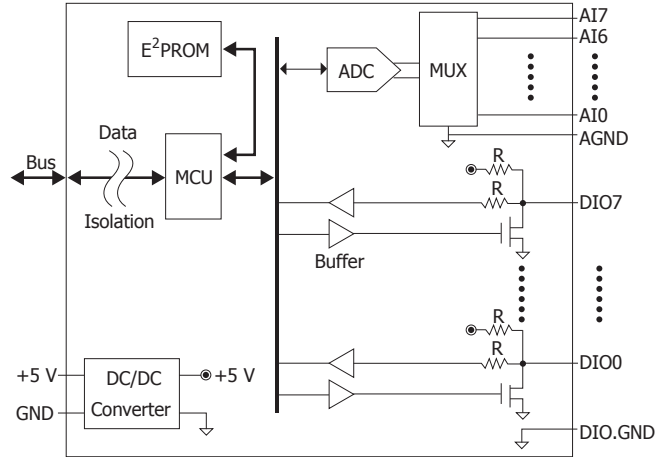 AI7
AI6
E²PROM
ADC
MUX
AI0
AGND
Data
Bus
MCU
Isolation
R
R
DIO7
Buffer
R
R
DIO0
+5 V
DC/DC
Converter
+5 V
GND
DIO.GND